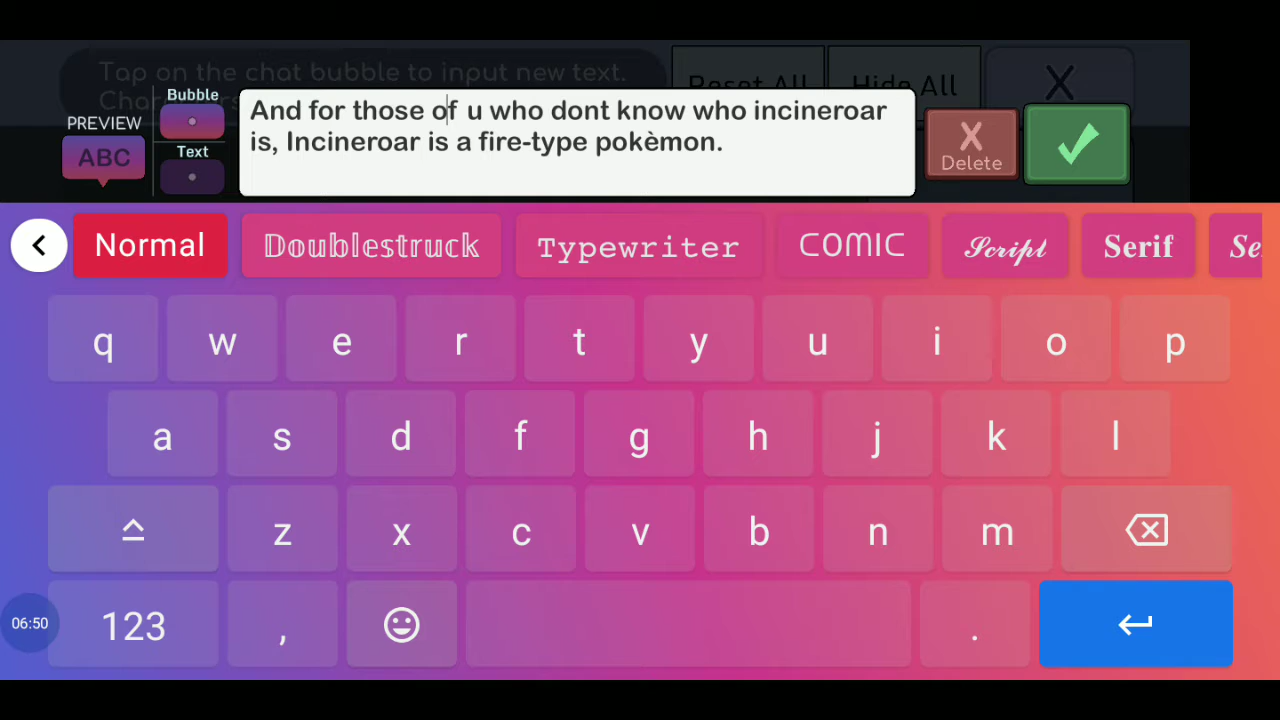 Tap on the chat bubble to input new text.
Reset All
Hide All
X
Bubble
PREVIEW
ABC
Text
And for those of u who dont know who incineroar
is, Incineroar is a fire-type pokèmon.
X
Delete
Normal
𝔻𝕠𝕦𝕓𝕝𝕖𝕤𝕥𝕣𝕦𝕔𝕜
Typewriter
COMIC
Script
Serif
q w e r t y u i o p
a s d f g h j k l
z x c v b n m
06:50
123 , .